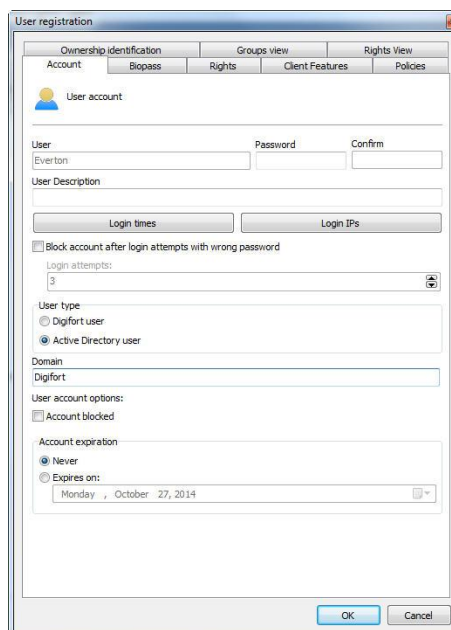 User registration
Ownership identification Groups view Rights View
Account Biopass Rights Client Features Policies
User account
User Password Confirm
Everton
User Description
Login times Login IPs
Block account after login attempts with wrong password
Login attempts:
3
User type
Digifort user
Active Directory user
Domain
Digifort
User account options:
Account blocked
Account expiration
Never
Expires on:
Monday , October 27, 2014
OK Cancel